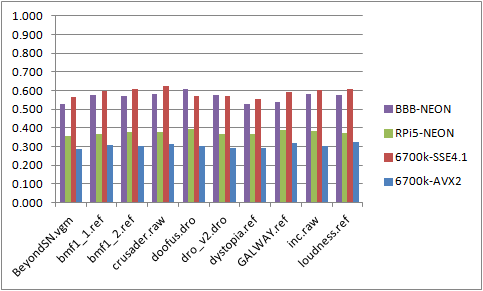 1.000
0.900
0.800
0.700
0.600
0.500
0.400
0.300
0.200
0.100
0.000
BeyondSN.vgm
bmf1_1.ref
bmf1_2.ref
crusader.raw
doofus.dro
dro_v2.dro
dystopia.ref
GALWAY.ref
inc.raw
loudness.ref
BBB-NEON
RPi5-NEON
6700k-SSE4.1
6700k-AVX2